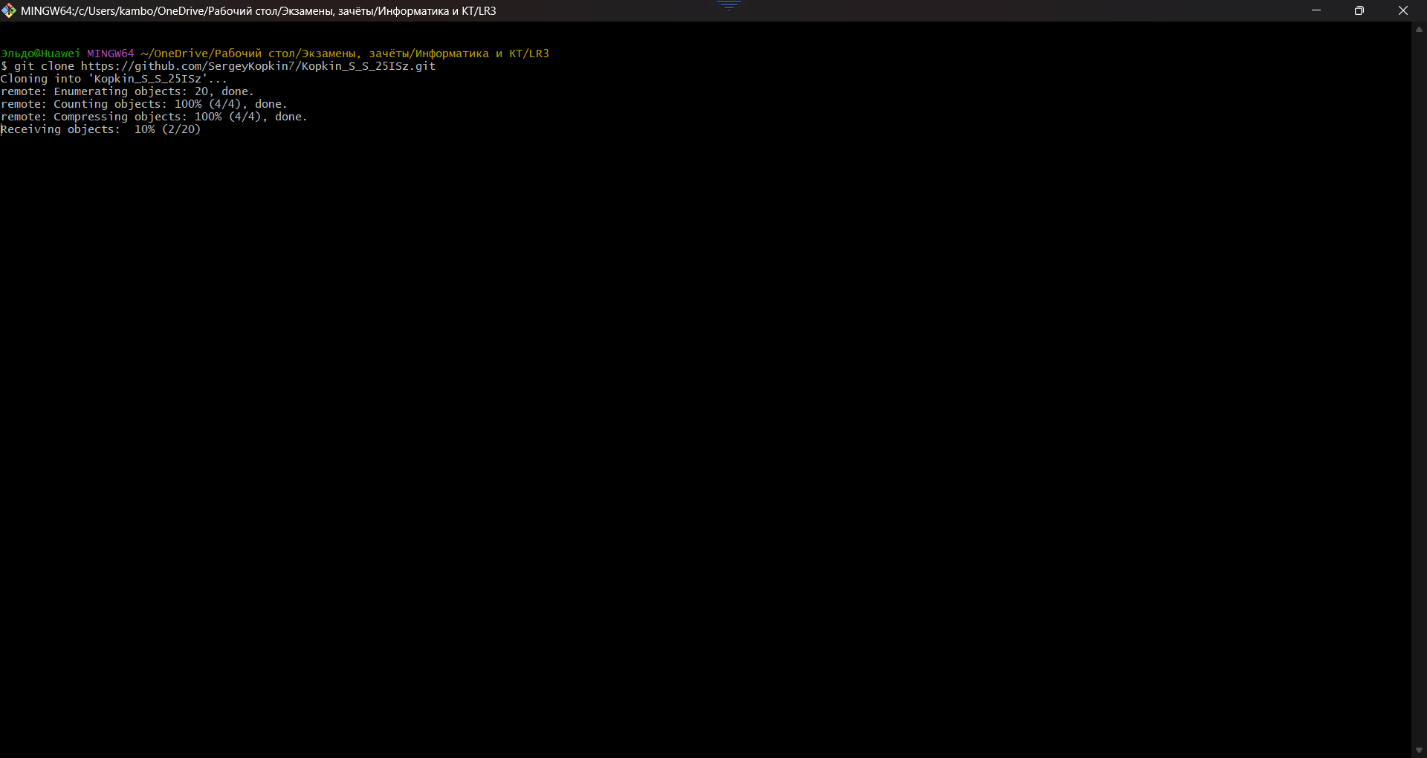 MINGW64:/c/Users/kambo/OneDrive/Рабочий стол/Экзамены, зачёты/Информатика и КТ/LR3
Эльдо@Huawei MINGW64 ~/OneDrive/Рабочий стол/Экзамены, зачёты/Информатика и КТ/LR3
$ git clone https://github.com/SergeyKopkin7/Kopkin_S_S_25ISz.git
Cloning into 'Kopkin_S_S_25ISz'...
remote: Enumerating objects: 20, done.
remote: Counting objects: 100% (4/4), done.
remote: Compressing objects: 100% (4/4), done.
Receiving objects:  10% (2/20)